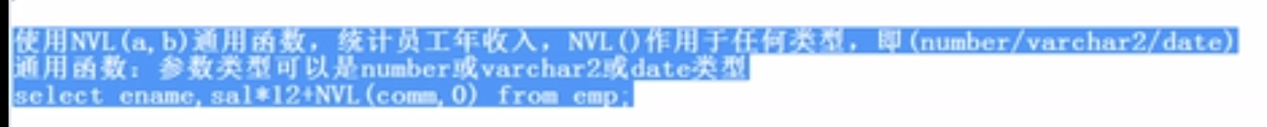 使用NVL(a,b)通用函数，统计员工年收入，NVL()作用于任何类型，即(number/varchar2/date)
通用函数：参数类型可以是number或varchar2或date类型
select ename,sal*12+NVL(comm,0) from emp;